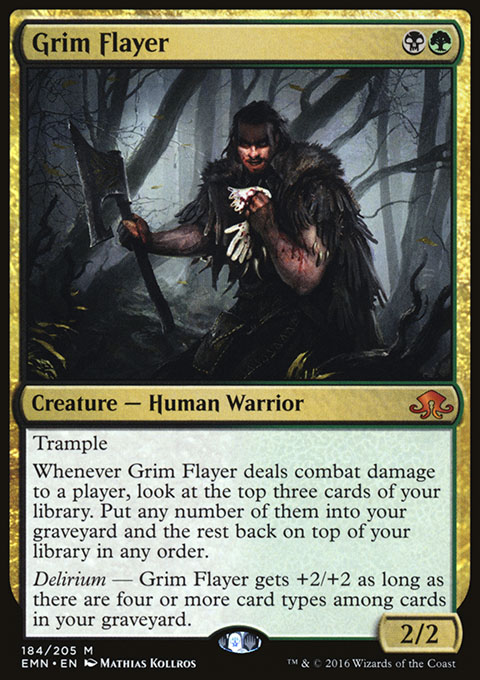 Grim Flayer
Creature — Human Warrior
Trample
Whenever Grim Flayer deals combat damage
to a player, look at the top three cards of your
library. Put any number of them into your
graveyard and the rest back on top of your
library in any order.
Delirium — Grim Flayer gets +2/+2 as long as
there are four or more card types among cards
in your graveyard.
2/2
184/205 M
EMN • EN Mathias Kollros
™ & © 2016 Wizards of the Coast